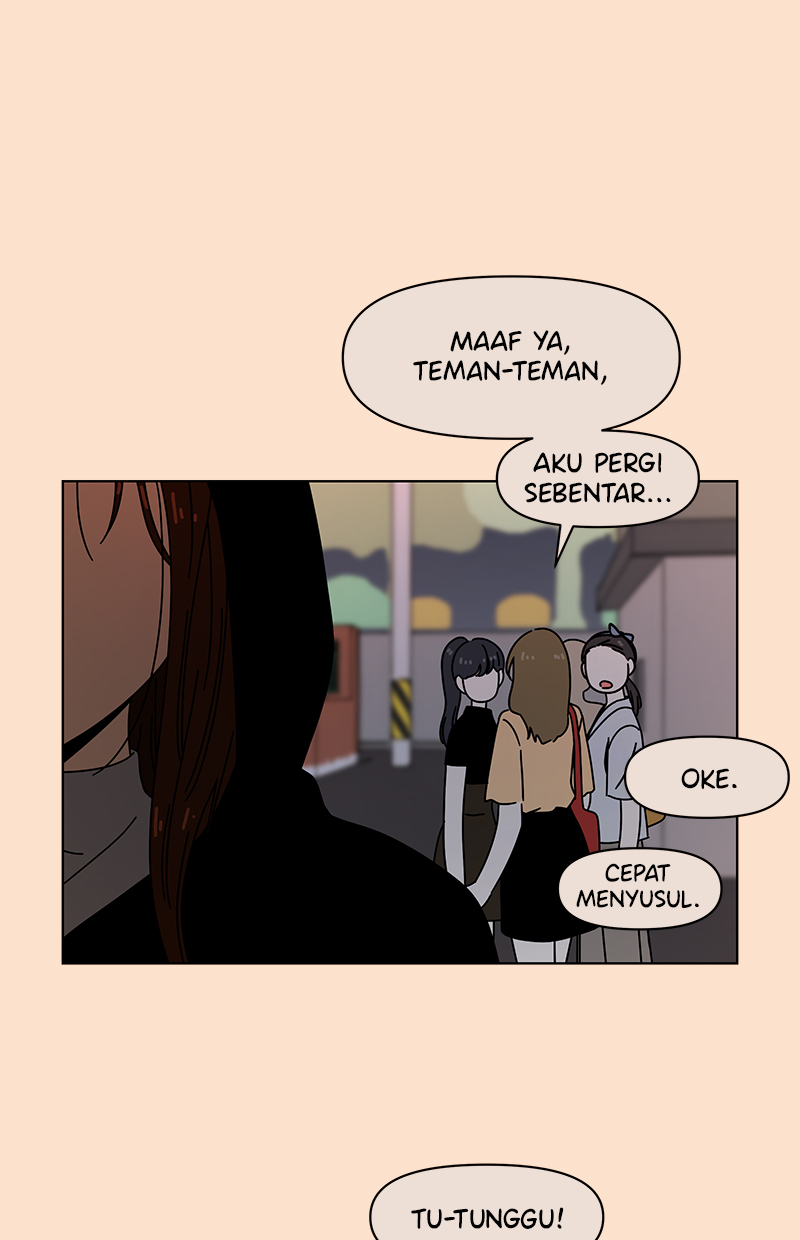 MAAF YA,
TEMAN-TEMAN,
AKU PERGI
SEBENTAR...
OKE.
CEPAT
MENYUSUL.
TU-TUNGGU!